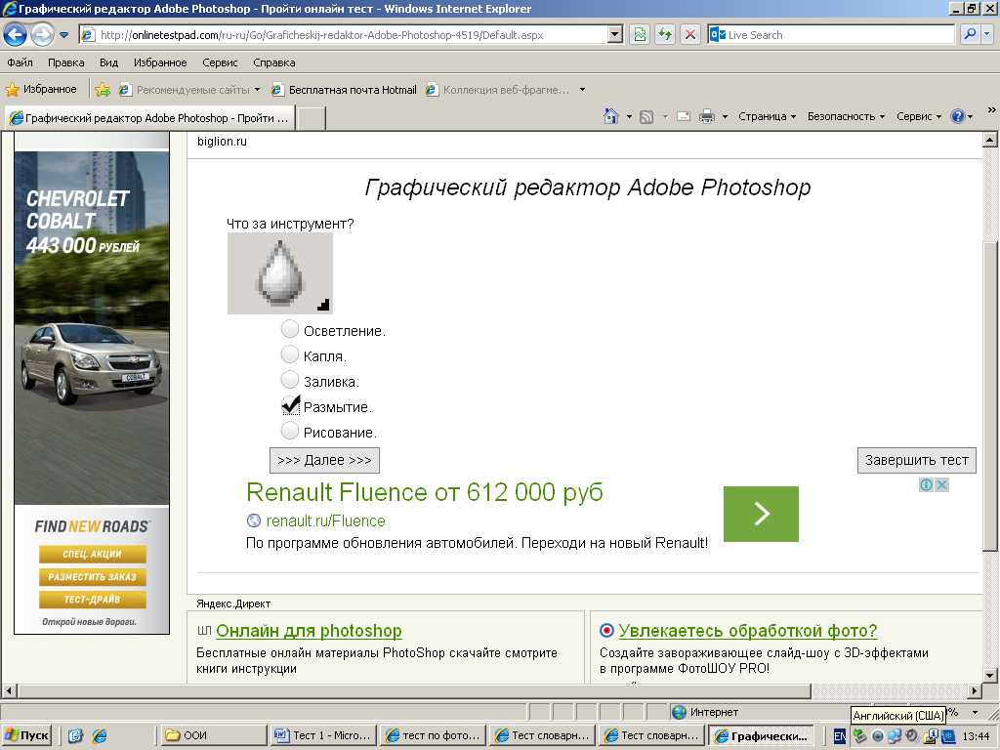 Графический редактор Adobe Photoshop - Пройти онлайн тест - Windows Internet Explorer
http://onlinetestpad.com/ru-ru/Go/Graficheskij-redaktor-Adobe-Photoshop-4519/Default.aspx
Live Search
Файл Правка Вид Избранное Сервис Справка
Избранное Рекомендуемые сайты Бесплатная почта Hotmail Коллекция веб-фрагме...
Графический редактор Adobe Photoshop - Пройти ...
Страница Безопасность Сервис
biglion.ru
CHEVROLET
COBALT
443 000 РУБЛЕЙ
COBALT
FIND NEW ROADS
СПЕЦ. АКЦИИ
РАЗМЕСТИТЬ ЗАКАЗ
ТЕСТ-ДРАЙВ
Открой новые дороги.
Графический редактор Adobe Photoshop
Что за инструмент?
Осветление.
Капля.
Заливка.
Размытие.
Рисование.
>>> Далее >>>
Завершить тест
Renault Fluence от 612 000 руб
renault.ru/Fluence
По программе обновления автомобилей. Переходи на новый Renault!
Яндекс.Директ
Онлайн для photoshop
Бесплатные онлайн материалы PhotoShop скачайте смотрите
книги инструкции
Увлекаетесь обработкой фото?
Создайте завораживающее слайд-шоу с 3D-эффектами
в программе ФотоШОУ PRO!
Интернет
Английский (США)
Пуск
ООИ
Тест 1 - Micro...
тест по фото...
Тест словарн...
Тест словарн...
Графически...
EN
13:44